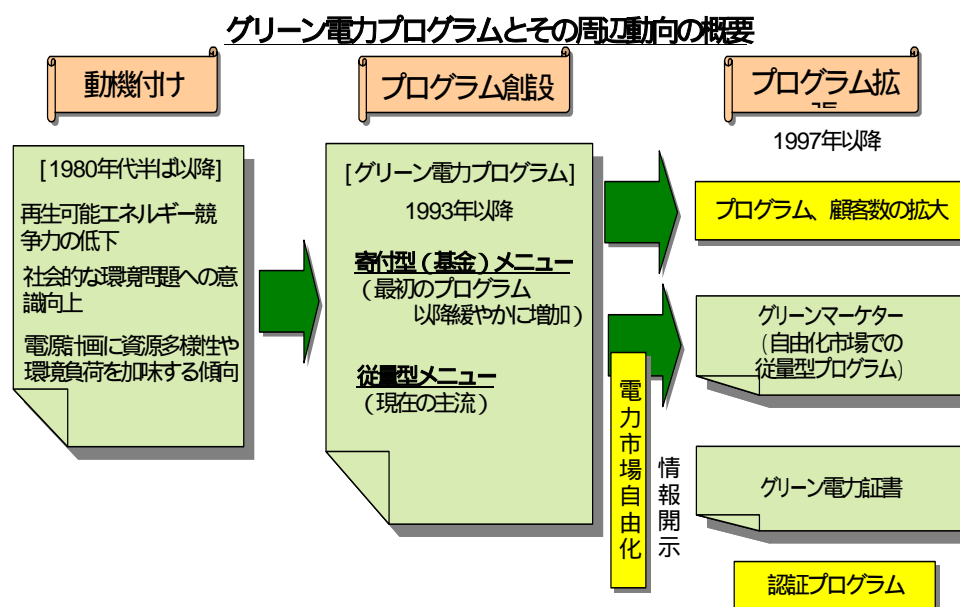 グリーン電力プログラムとその周辺動向の概要
動機付け
[1980年代半ば以降]
再生可能エネルギー競
争力の低下
社会的な環境問題への意
識向上
電源計画に資源多様性や
環境負荷を加味する傾向
プログラム創設
[グリーン電力プログラム]
1993年以降
寄付型（基金）メニュー
（最初のプログラム
以降緩やかに増加）
従量型メニュー
（現在の主流）
電力市場自由化
情報開示
プログラム拡
1997年以降
プログラム、顧客数の拡大
グリーンマーケター
（自由化市場での
従量型プログラム）
グリーン電力証書
認証プログラム